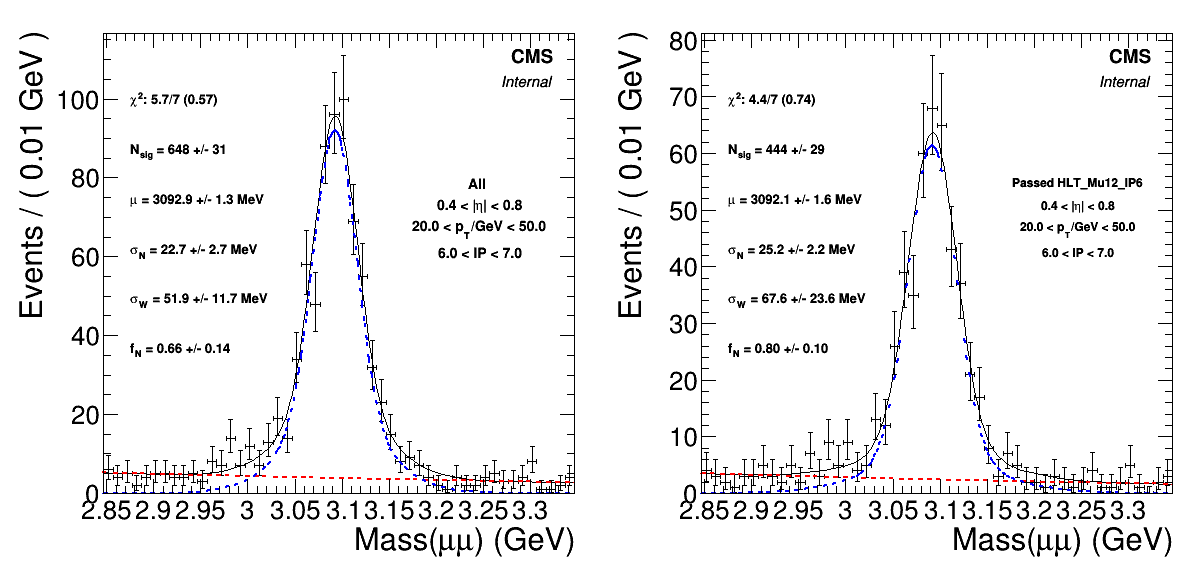 CMS
Internal
χ²: 5.7/7 (0.57)
N_sig = 648 +/- 31
μ = 3092.9 +/- 1.3 MeV
σ_N = 22.7 +/- 2.7 MeV
σ_W = 51.9 +/- 11.7 MeV
f_N = 0.66 +/- 0.14
All
0.4 < |η| < 0.8
20.0 < p_T/GeV < 50.0
6.0 < IP < 7.0
Events / ( 0.01 GeV )
100
80
60
40
20
0
2.85 2.9 2.95 3 3.05 3.1 3.15 3.2 3.25 3.3
Mass(μμ) (GeV)
CMS
Internal
χ²: 4.4/7 (0.74)
N_sig = 444 +/- 29
μ = 3092.1 +/- 1.6 MeV
σ_N = 25.2 +/- 2.2 MeV
σ_W = 67.6 +/- 23.6 MeV
f_N = 0.80 +/- 0.10
Passed HLT_Mu12_IP6
0.4 < |η| < 0.8
20.0 < p_T/GeV < 50.0
6.0 < IP < 7.0
Events / ( 0.01 GeV )
80
70
60
50
40
30
20
10
0
2.85 2.9 2.95 3 3.05 3.1 3.15 3.2 3.25 3.3
Mass(μμ) (GeV)